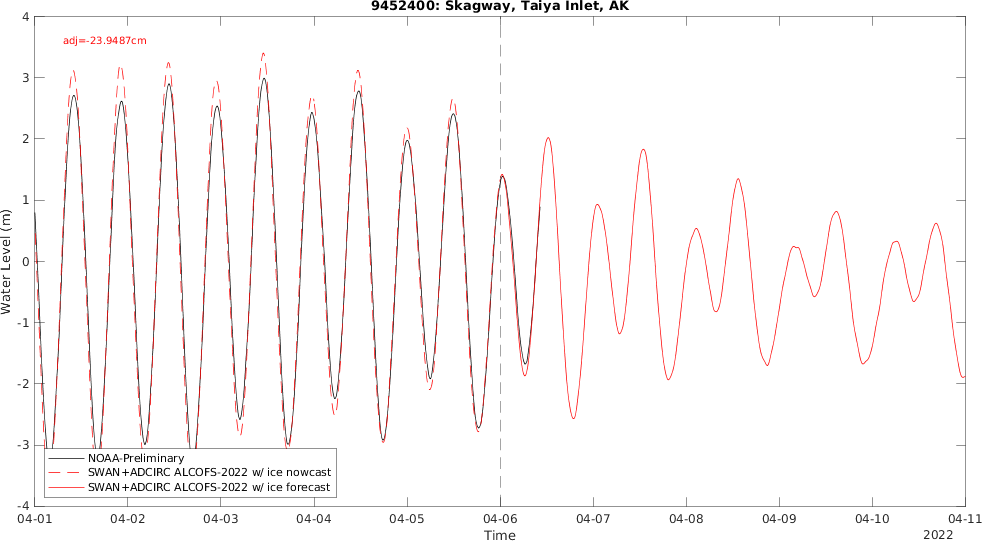 9452400: Skagway, Taiya Inlet, AK
adj=-23.9487cm
4
3
2
1
0
-1
-2
-3
-4
Water Level (m)
NOAA-Preliminary
SWAN+ADCIRC ALCOFS-2022 w/ ice nowcast
SWAN+ADCIRC ALCOFS-2022 w/ ice forecast
04-01 04-02 04-03 04-04 04-05 04-06 04-07 04-08 04-09 04-10 04-11
Time
2022